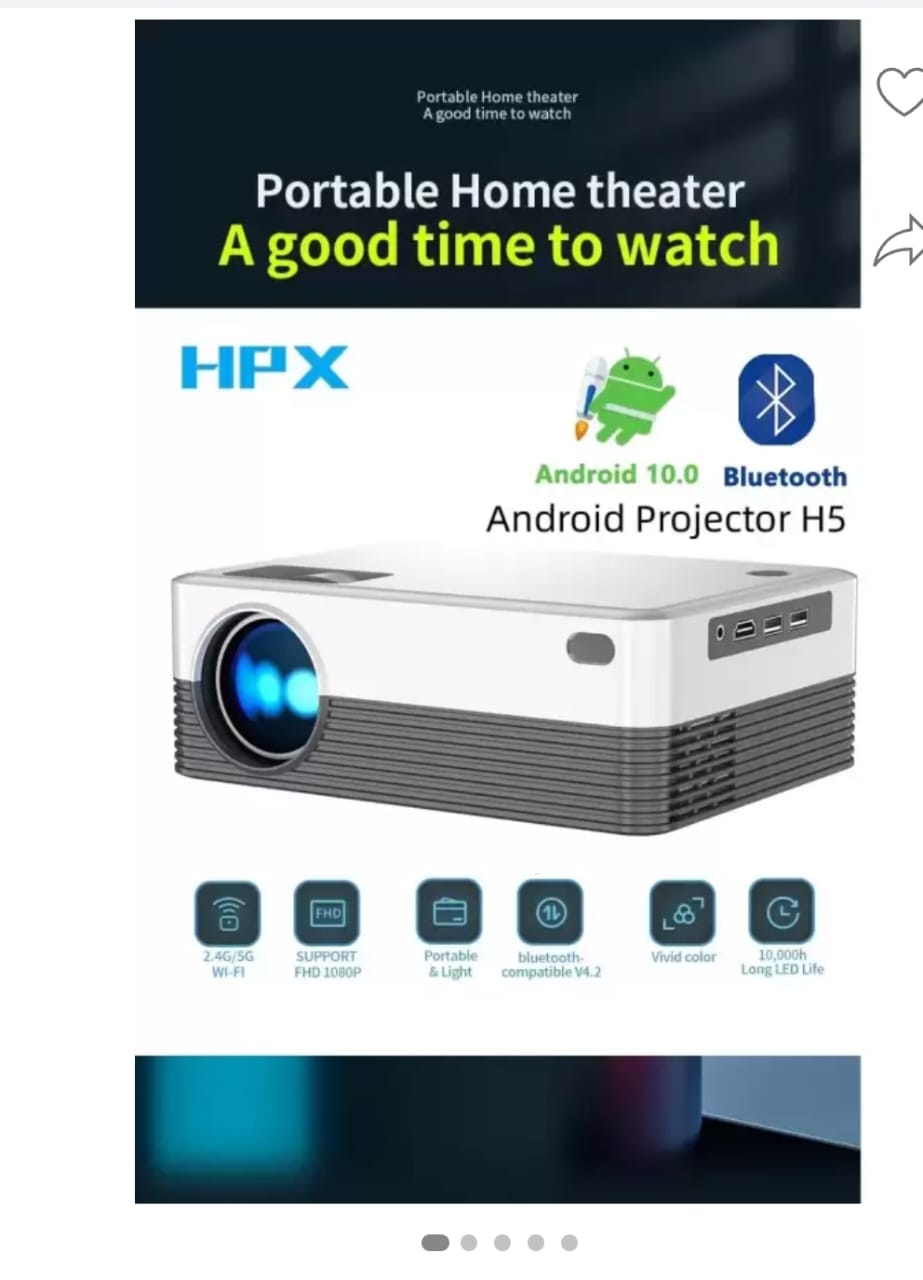 Portable Home theater
A good time to watch
Portable Home theater
A good time to watch
HPX
Android 10.0
Bluetooth
Android Projector H5
2.4G/5G
WI-FI
FHD
SUPPORT
FHD 1080P
Portable
& Light
bluetooth-
compatible V4.2
Vivid color
10,000h
Long LED Life